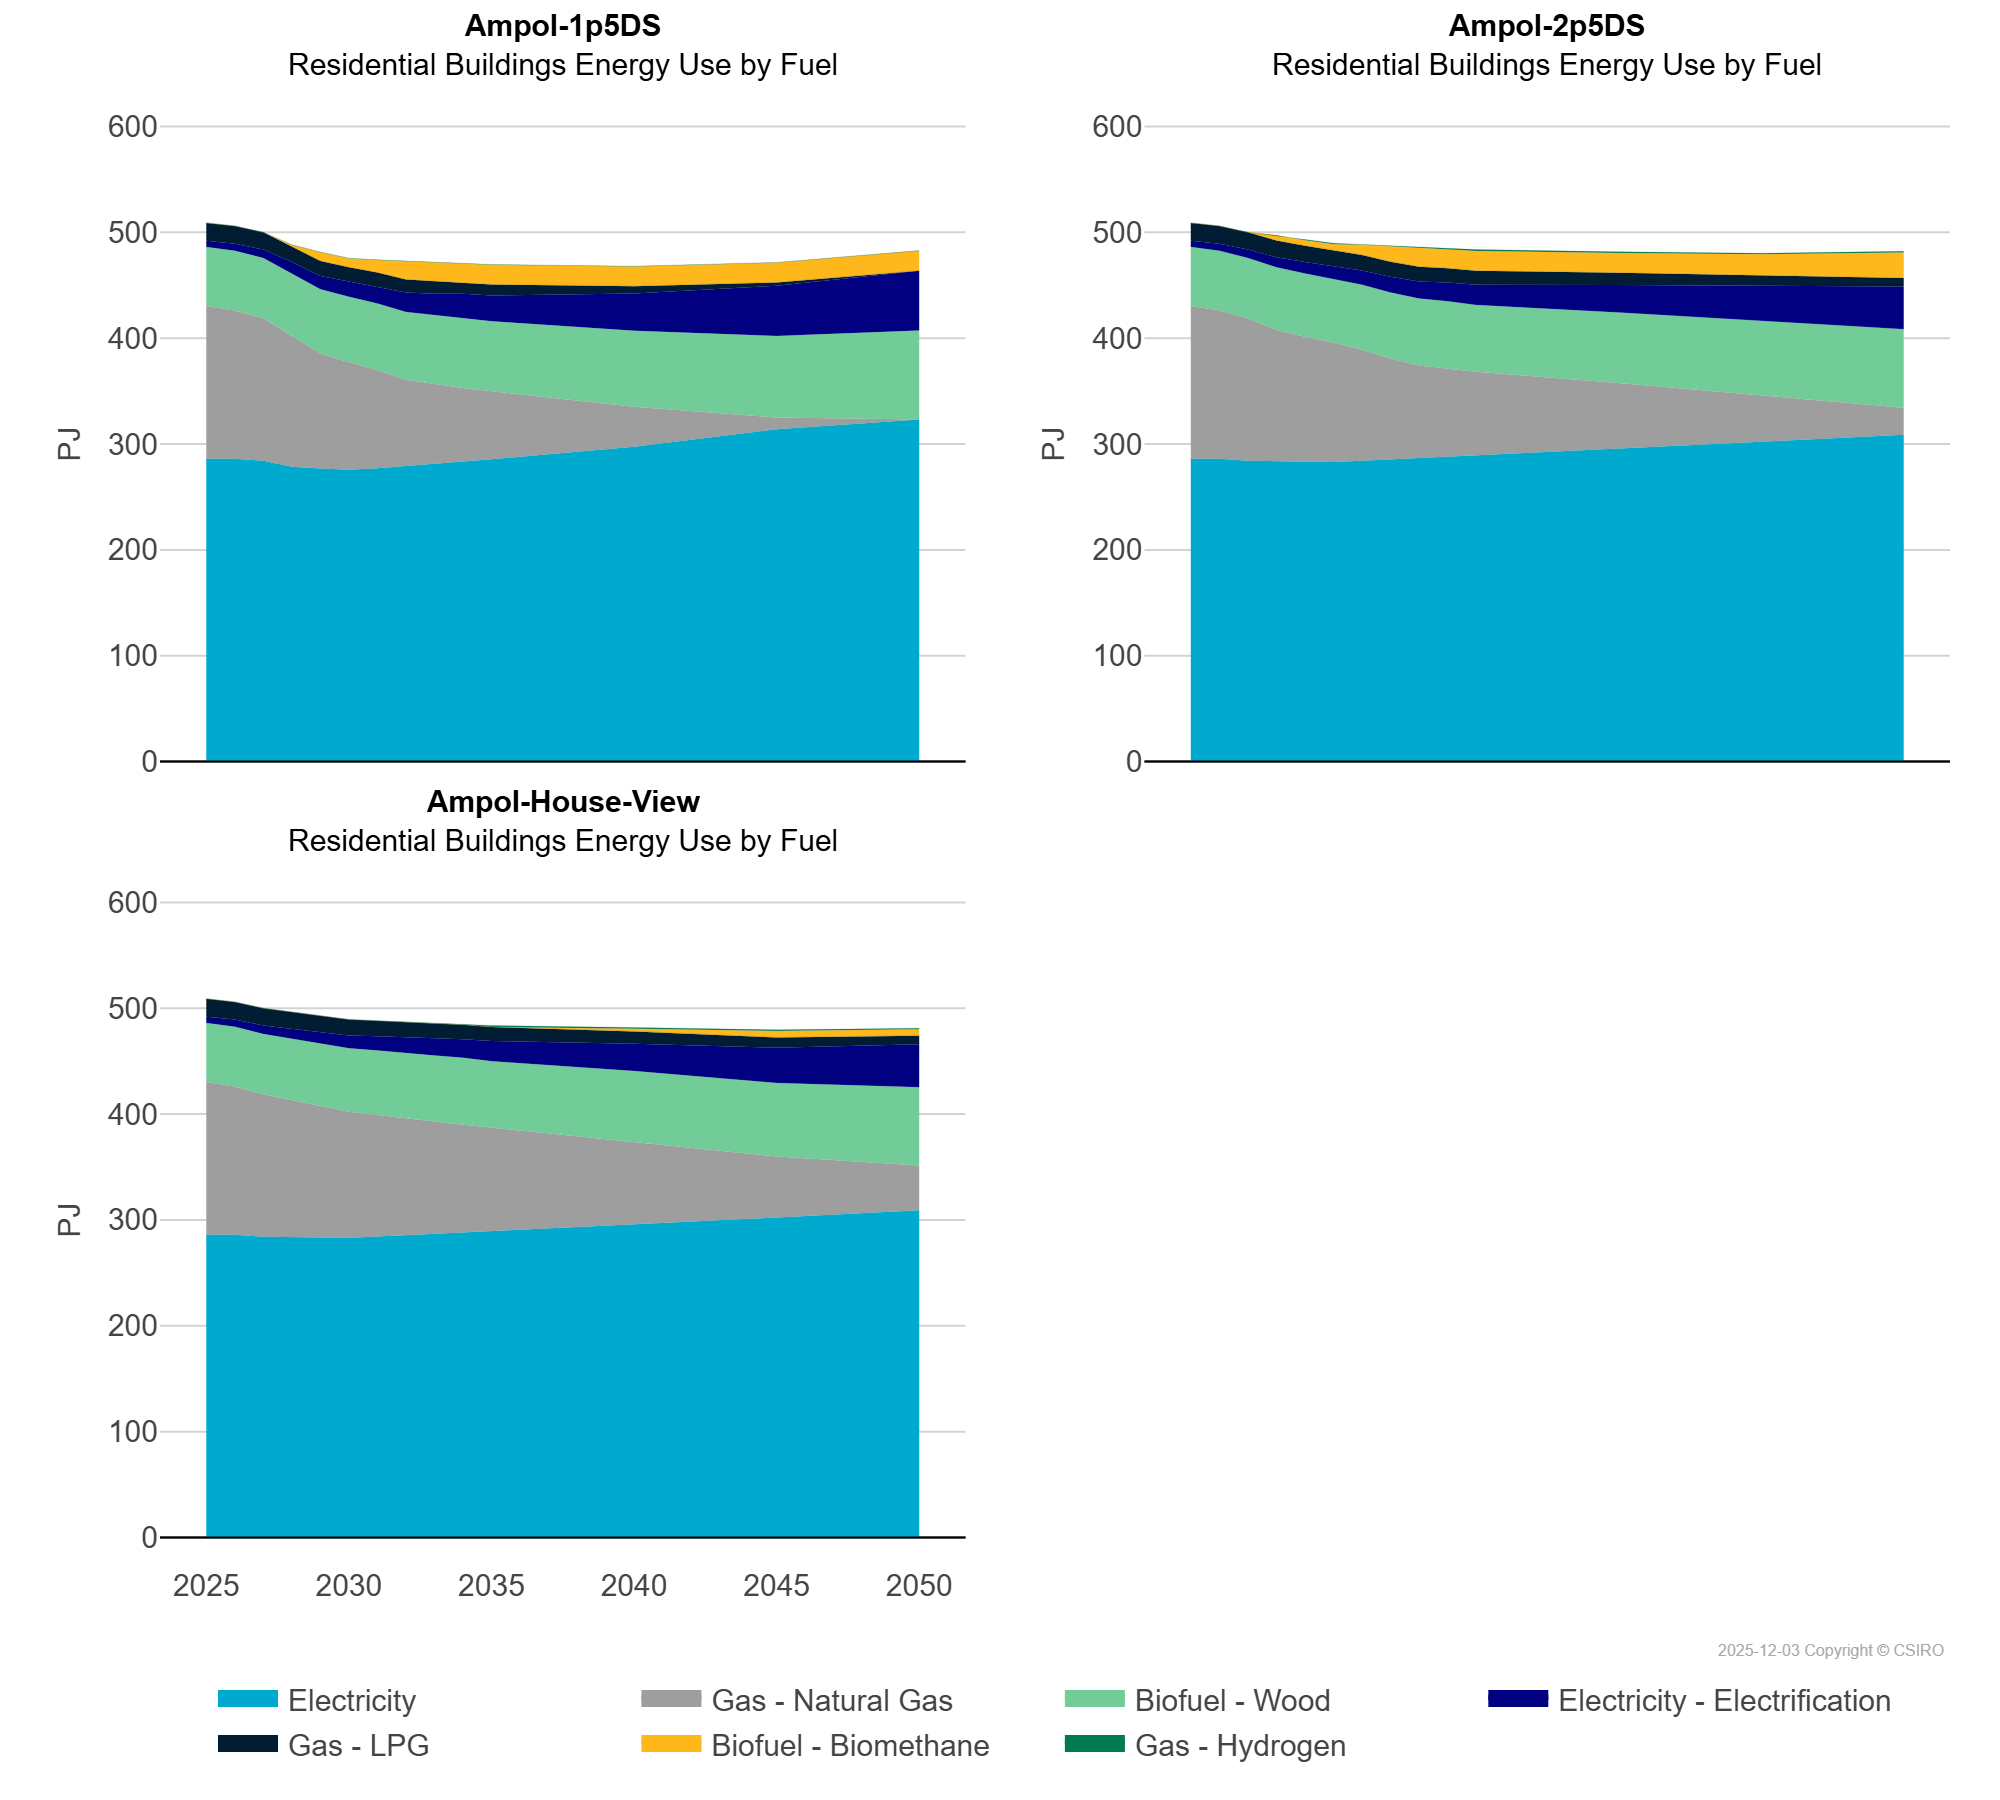 Ampol-1p5DS
Residential Buildings Energy Use by Fuel
600
500
400
300
200
100
0
PJ
Ampol-2p5DS
Residential Buildings Energy Use by Fuel
600
500
400
300
200
100
0
PJ
Ampol-House-View
Residential Buildings Energy Use by Fuel
600
500
400
300
200
100
0
PJ
2025 2030 2035 2040 2045 2050
2025-12-03 Copyright © CSIRO
Electricity Gas - Natural Gas Biofuel - Wood Electricity - Electrification
Gas - LPG Biofuel - Biomethane Gas - Hydrogen